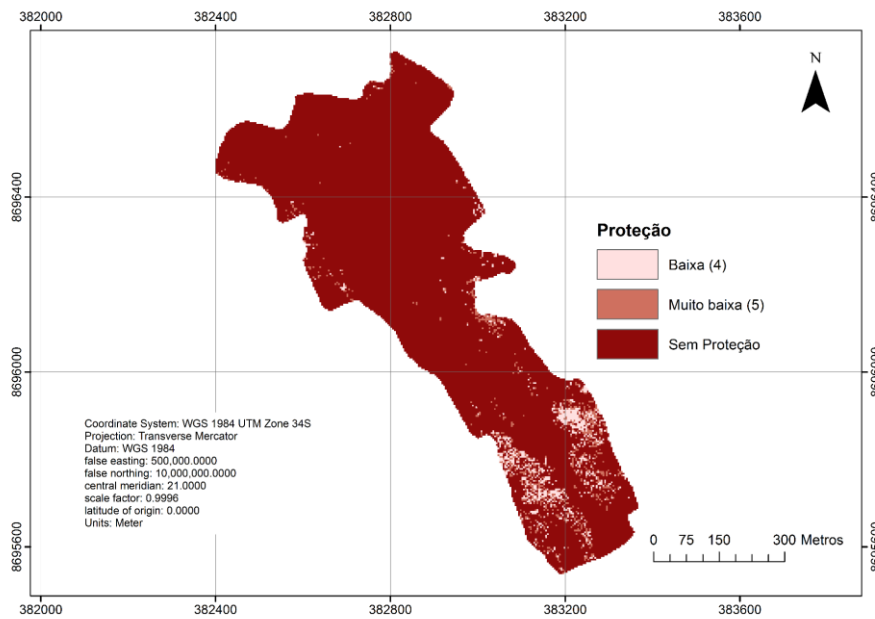 382000 382400 382800 383200 383600
N
8696400 8696400
Proteção
Baixa (4)
Muito baixa (5)
Sem Proteção
8696000 8696000
Coordinate System: WGS 1984 UTM Zone 34S
Projection: Transverse Mercator
Datum: WGS 1984
false easting: 500,000.0000
false northing: 10,000,000.0000
central meridian: 21.0000
scale factor: 0.9996
latitude of origin: 0.0000
Units: Meter
0 75 150 300 Metros
8695600 8695600
382000 382400 382800 383200 383600